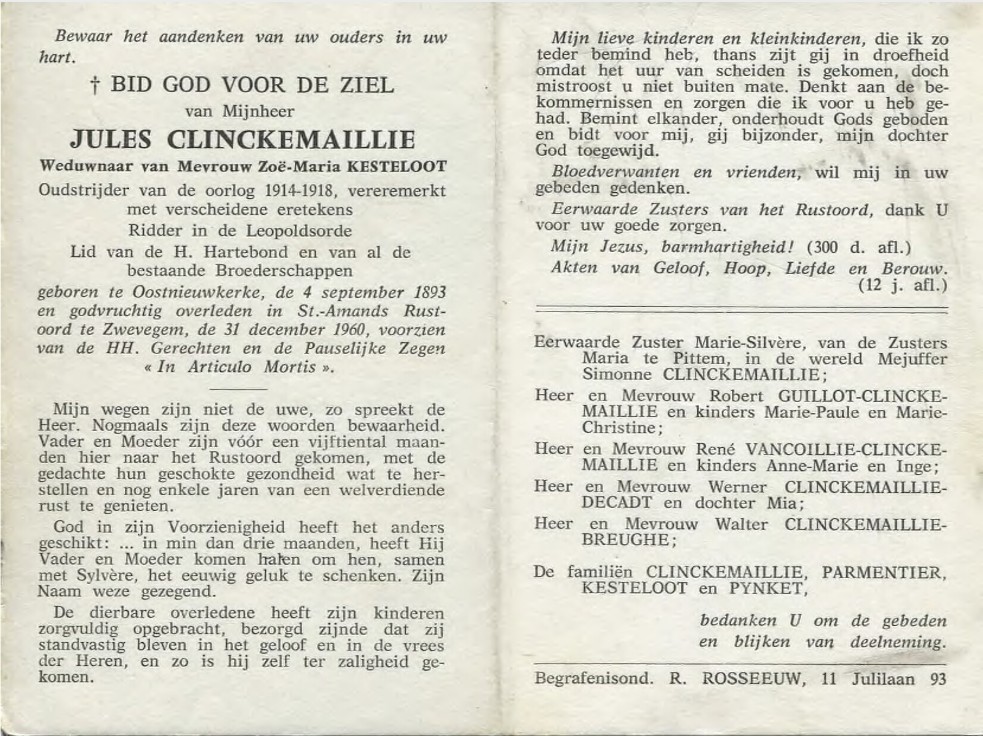 Bewaar het aandenken van uw ouders in uw
hart.
† BID GOD VOOR DE ZIEL
van Mijnheer
JULES CLINCKEMAILLIE
Weduwnaar van Mevrouw Zoë-Maria KESTELOOT
Oudstrijder van de oorlog 1914-1918, vereremerkt
met verscheidene eretekens
Ridder in de Leopoldsorde
Lid van de H. Hartebond en van al de
bestaande Broederschappen
geboren te Oostnieuwkerke, de 4 september 1893
en godvruchtig overleden in St.-Amands Rust-
oord te Zwevegem, de 31 december 1960, voorzien
van de HH. Gerechten en de Pauselijke Zegen
« In Articulo Mortis ».
Mijn wegen zijn niet de uwe, zo spreekt de
Heer. Nogmaals zijn deze woorden bewaarheid.
Vader en Moeder zijn vóór een vijftiental maan-
den hier naar het Rustoord gekomen, met de
gedachte hun geschokte gezondheid wat te her-
stellen en nog enkele jaren van een welverdiende
rust te genieten.
God in zijn Voorzienigheid heeft het anders
geschikt: ... in min dan drie maanden, heeft Hij
Vader en Moeder komen halen om hen, samen
met Sylvère, het eeuwig geluk te schenken. Zijn
Naam weze gezegend.
De dierbare overledene heeft zijn kinderen
zorgvuldig opgebracht, bezorgd zijnde dat zij
standvastig bleven in het geloof en in de vrees
der Heren, en zo is hij zelf ter zaligheid ge-
komen.
Mijn lieve kinderen en kleinkinderen, die ik zo
teder bemind heb, thans zijt gij in droefheid
omdat het uur van scheiden is gekomen, doch
mistroost u niet buiten mate. Denkt aan de be-
kommernissen en zorgen die ik voor u heb ge-
had. Bemint elkander, onderhoudt Gods geboden
en bidt voor mij, gij bijzonder, mijn dochter
God toegewijd.
Bloedverwanten en vrienden, wil mij in uw
gebeden gedenken.
Eerwaarde Zusters van het Rustoord, dank U
voor uw goede zorgen.
Mijn Jezus, barmhartigheid! (300 d. afl.)
Akten van Geloof, Hoop, Liefde en Berouw.
(12 j. afl.)
Eerwaarde Zuster Marie-Silvère, van de Zusters
Maria te Pittem, in de wereld Mejuffer
Simonne CLINCKEMAILLIE;
Heer en Mevrouw Robert GUILLOT-CLINCKE-
MAILLIE en kinders Marie-Paule en Marie-
Christine;
Heer en Mevrouw René VANCOILLIE-CLINCKE-
MAILLIE en kinders Anne-Marie en Inge;
Heer en Mevrouw Werner CLINCKEMAILLIE-
DECADT en dochter Mia;
Heer en Mevrouw Walter CLINCKEMAILLIE-
BREUGHE;
De familiën CLINCKEMAILLIE, PARMENTIER,
KESTELOOT en PYNKET,
bedanken U om de gebeden
en blijken van deelneming.
Begrafenisond. R. ROSSEEUW, 11 Julilaan 93